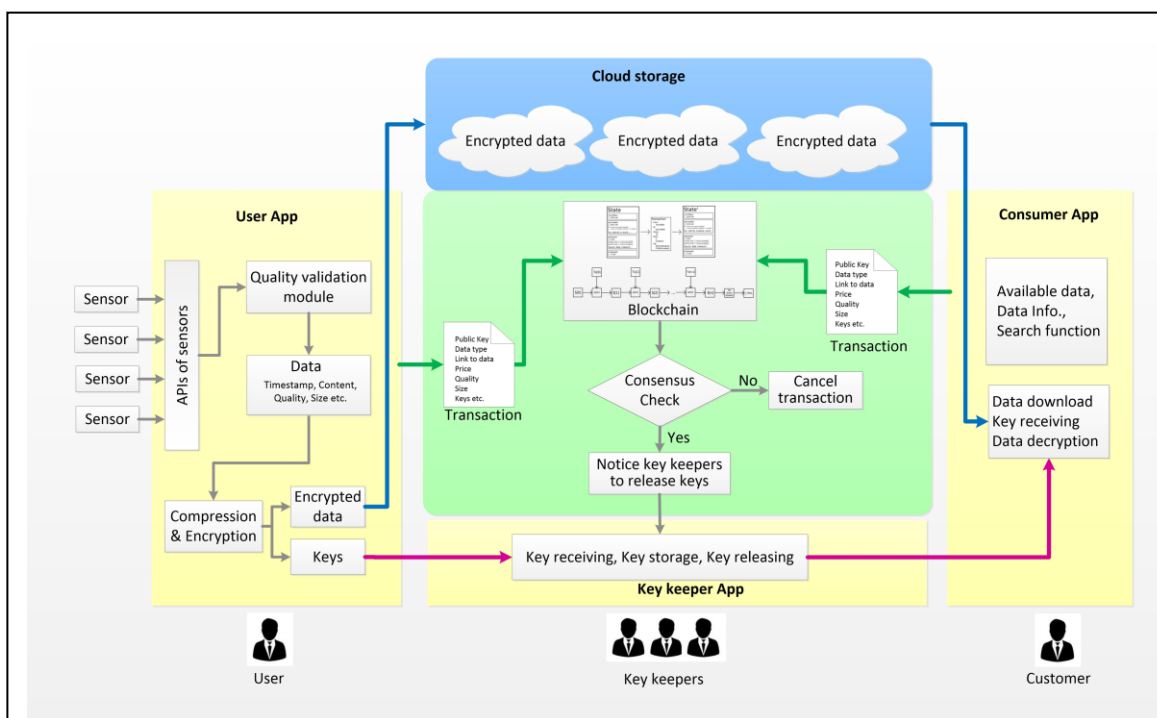 Cloud storage
Encrypted data
Encrypted data
Encrypted data
User App
Sensor
Sensor
Sensor
Sensor
APIs of sensors
Quality validation
module
Data
Timestamp, Content,
Quality, Size etc.
Compression
& Encryption
Encrypted
data
Keys
Public Key
Data type
Link to data
Price
Quality
Size
Keys etc.
Transaction
State
State'
Blockchain
Public Key
Data type
Link to data
Price
Quality
Size
Keys etc.
Transaction
Consensus
Check
No
Cancel
transaction
Yes
Notice key keepers
to release keys
Key receiving, Key storage, Key releasing
Key keeper App
Consumer App
Available data,
Data Info.,
Search function
Data download
Key receiving
Data decryption
User
Key keepers
Customer